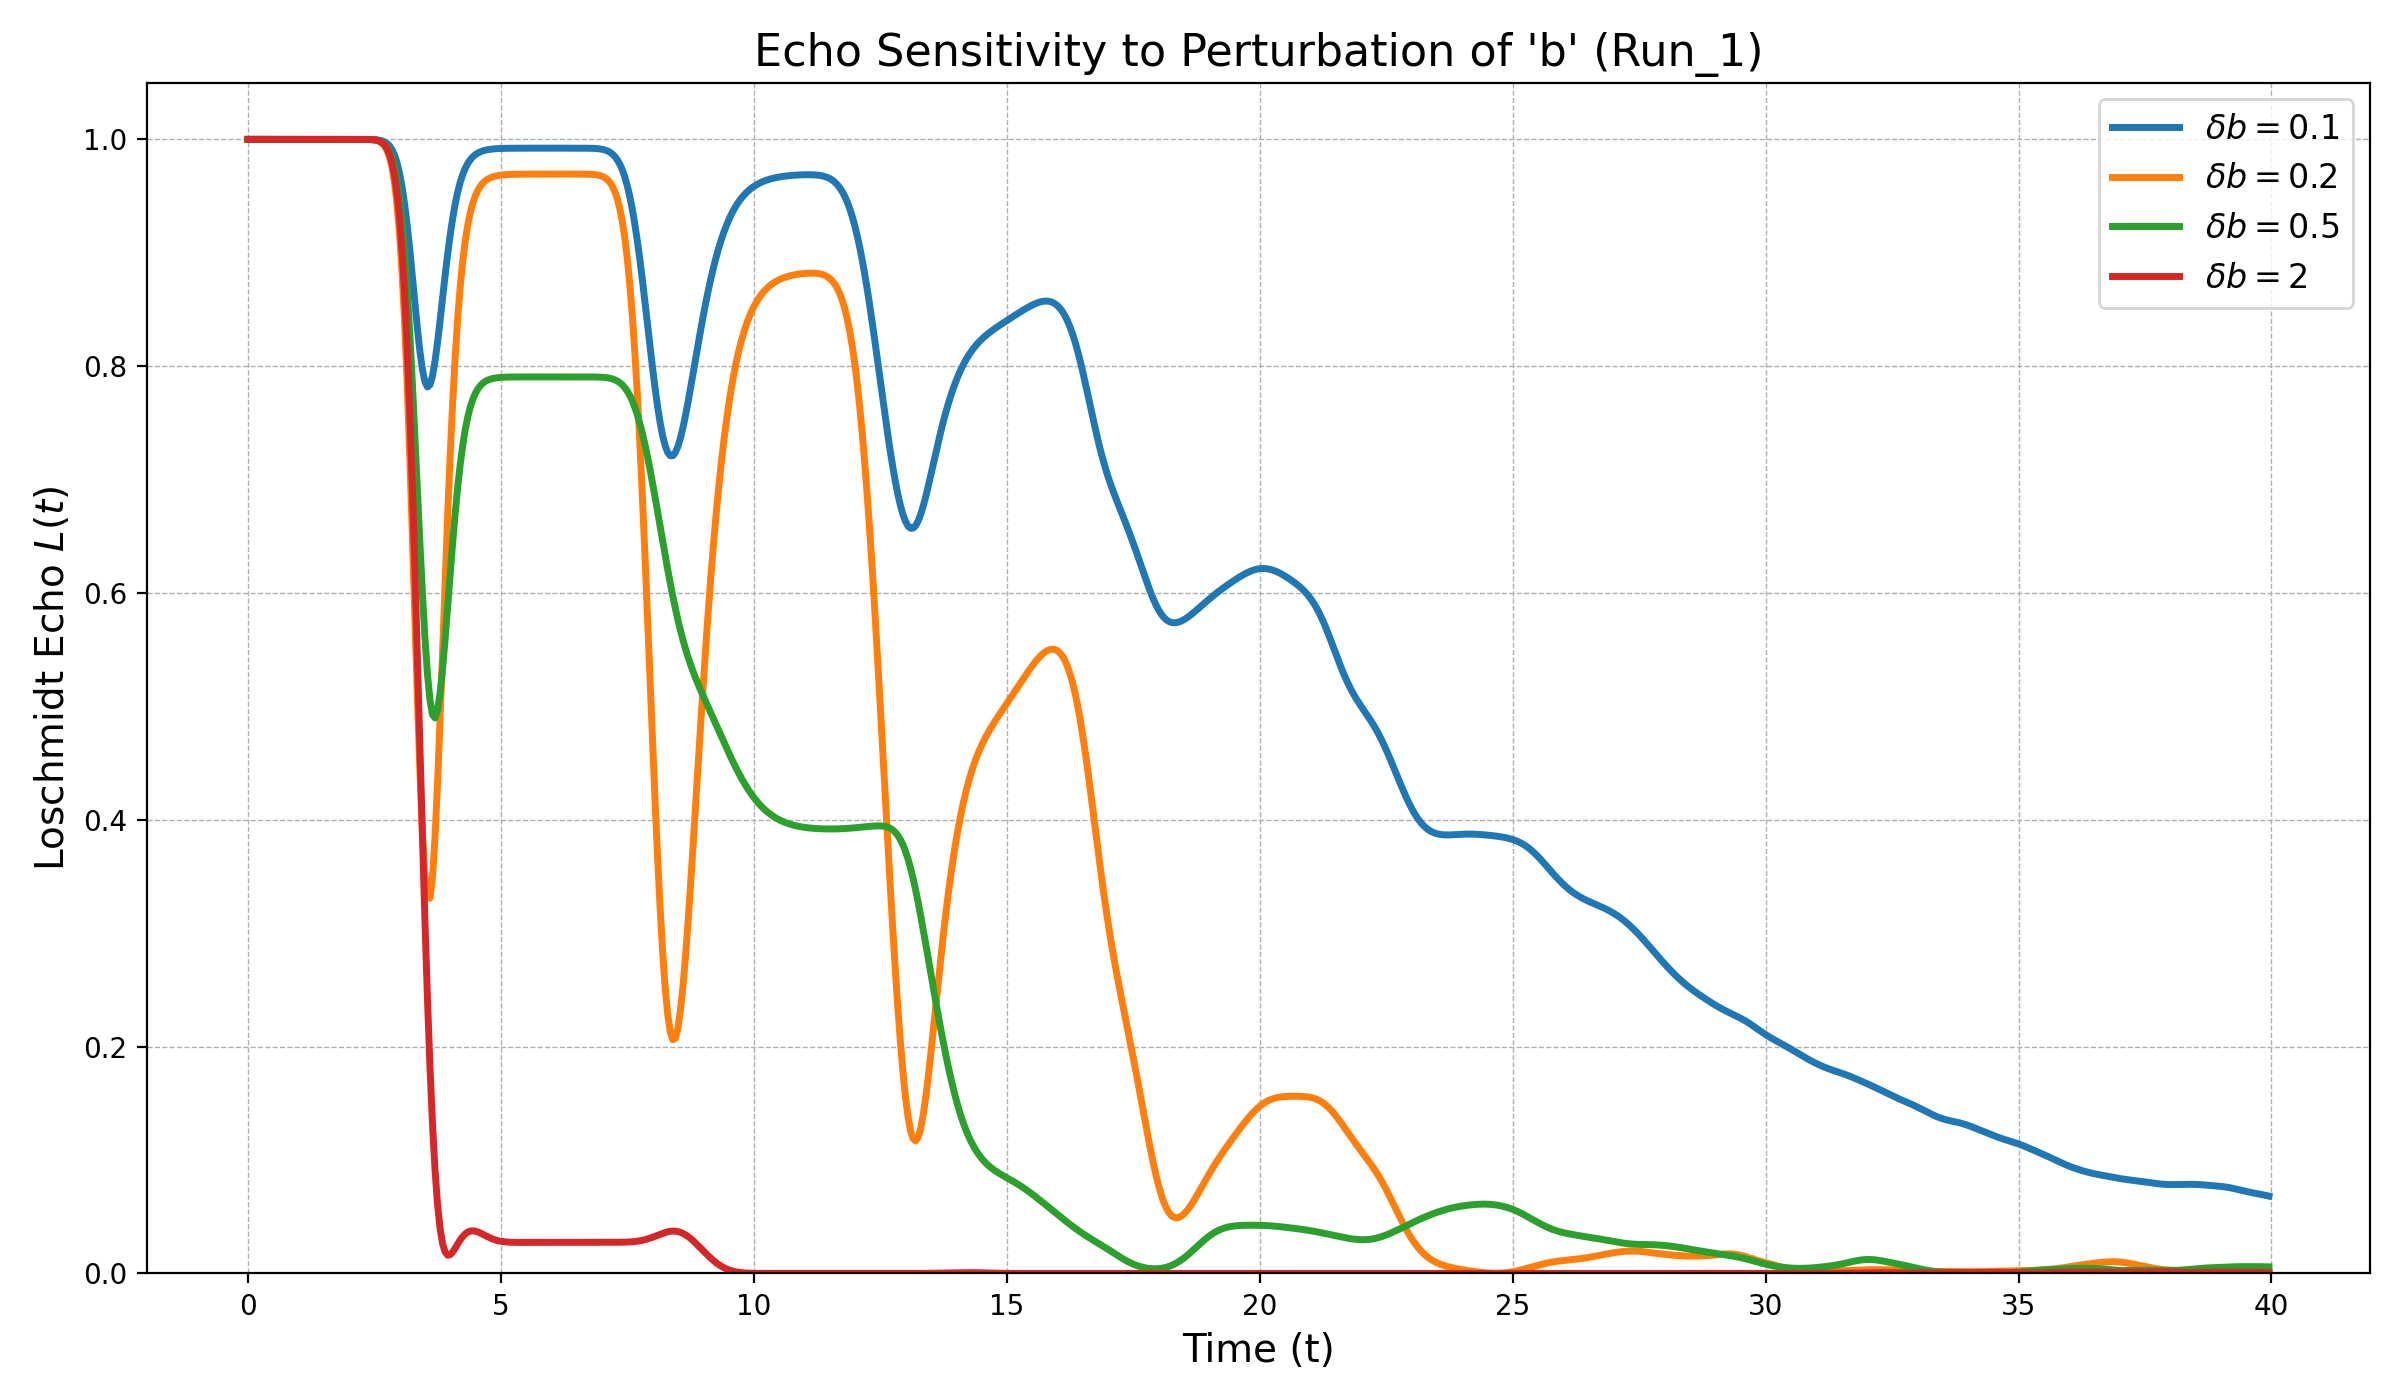 Echo Sensitivity to Perturbation of 'b' (Run_1)
δb = 0.1
δb = 0.2
δb = 0.5
δb = 2
Loschmidt Echo L(t)
1.0
0.8
0.6
0.4
0.2
0.0
0 5 10 15 20 25 30 35 40
Time (t)